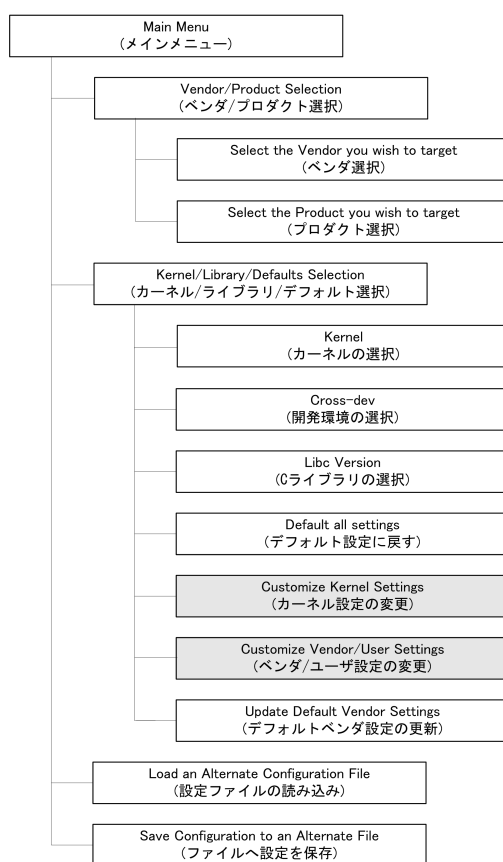 Main Menu
(メインメニュー)
Vendor/Product Selection
(ベンダ/プロダクト選択)
Select the Vendor you wish to target
(ベンダ選択)
Select the Product you wish to target
(プロダクト選択)
Kernel/Library/Defaults Selection
(カーネル/ライブラリ/デフォルト選択)
Kernel
(カーネルの選択)
Cross-dev
(開発環境の選択)
Libc Version
(Cライブラリの選択)
Default all settings
(デフォルト設定に戻す)
Customize Kernel Settings
(カーネル設定の変更)
Customize Vendor/User Settings
(ベンダ/ユーザ設定の変更)
Update Default Vendor Settings
(デフォルトベンダ設定の更新)
Load an Alternate Configuration File
(設定ファイルの読み込み)
Save Configuration to an Alternate File
(ファイルへ設定を保存)